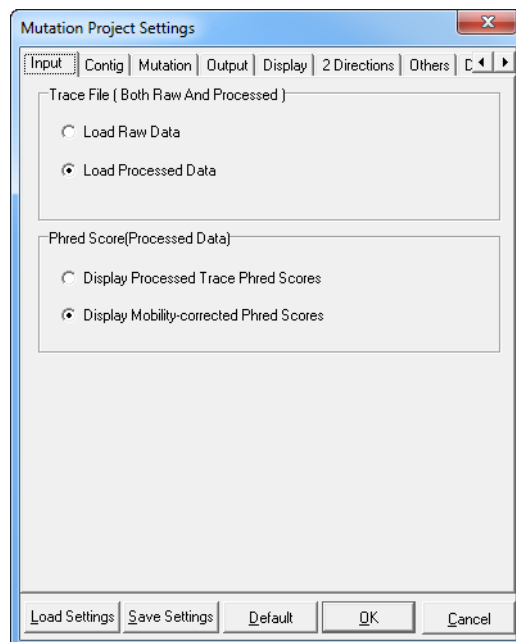 Mutation Project Settings
Input Contig Mutation Output Display 2 Directions Others
Trace File ( Both Raw And Processed )
Load Raw Data
Load Processed Data
Phred Score(Processed Data)
Display Processed Trace Phred Scores
Display Mobility-corrected Phred Scores
Load Settings Save Settings Default OK Cancel